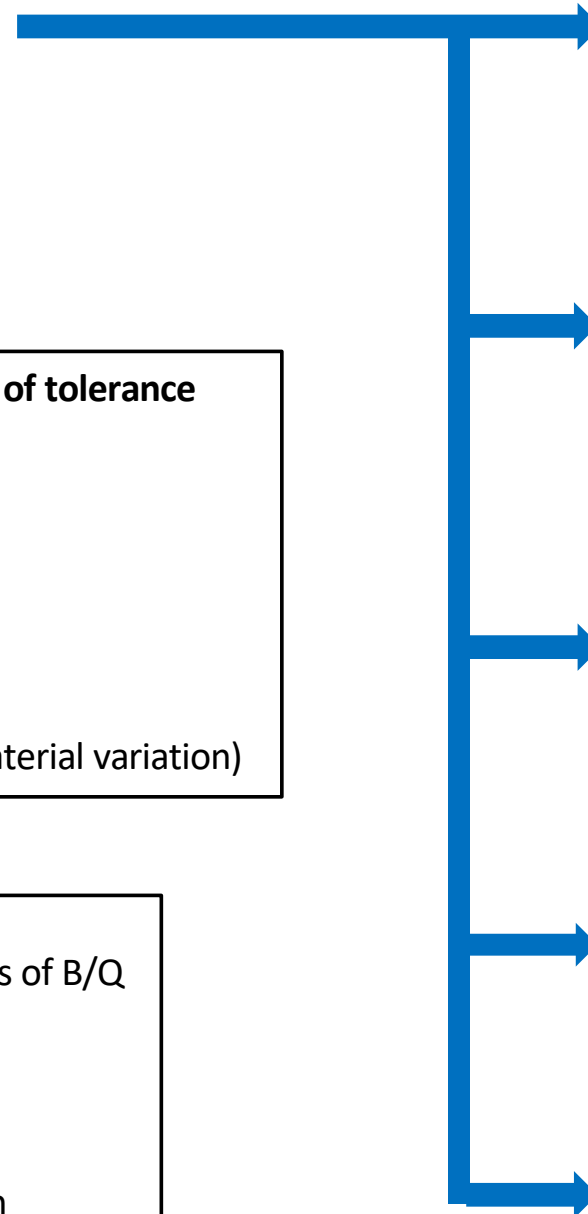 of tolerance
aterial variation)
s of B/Q